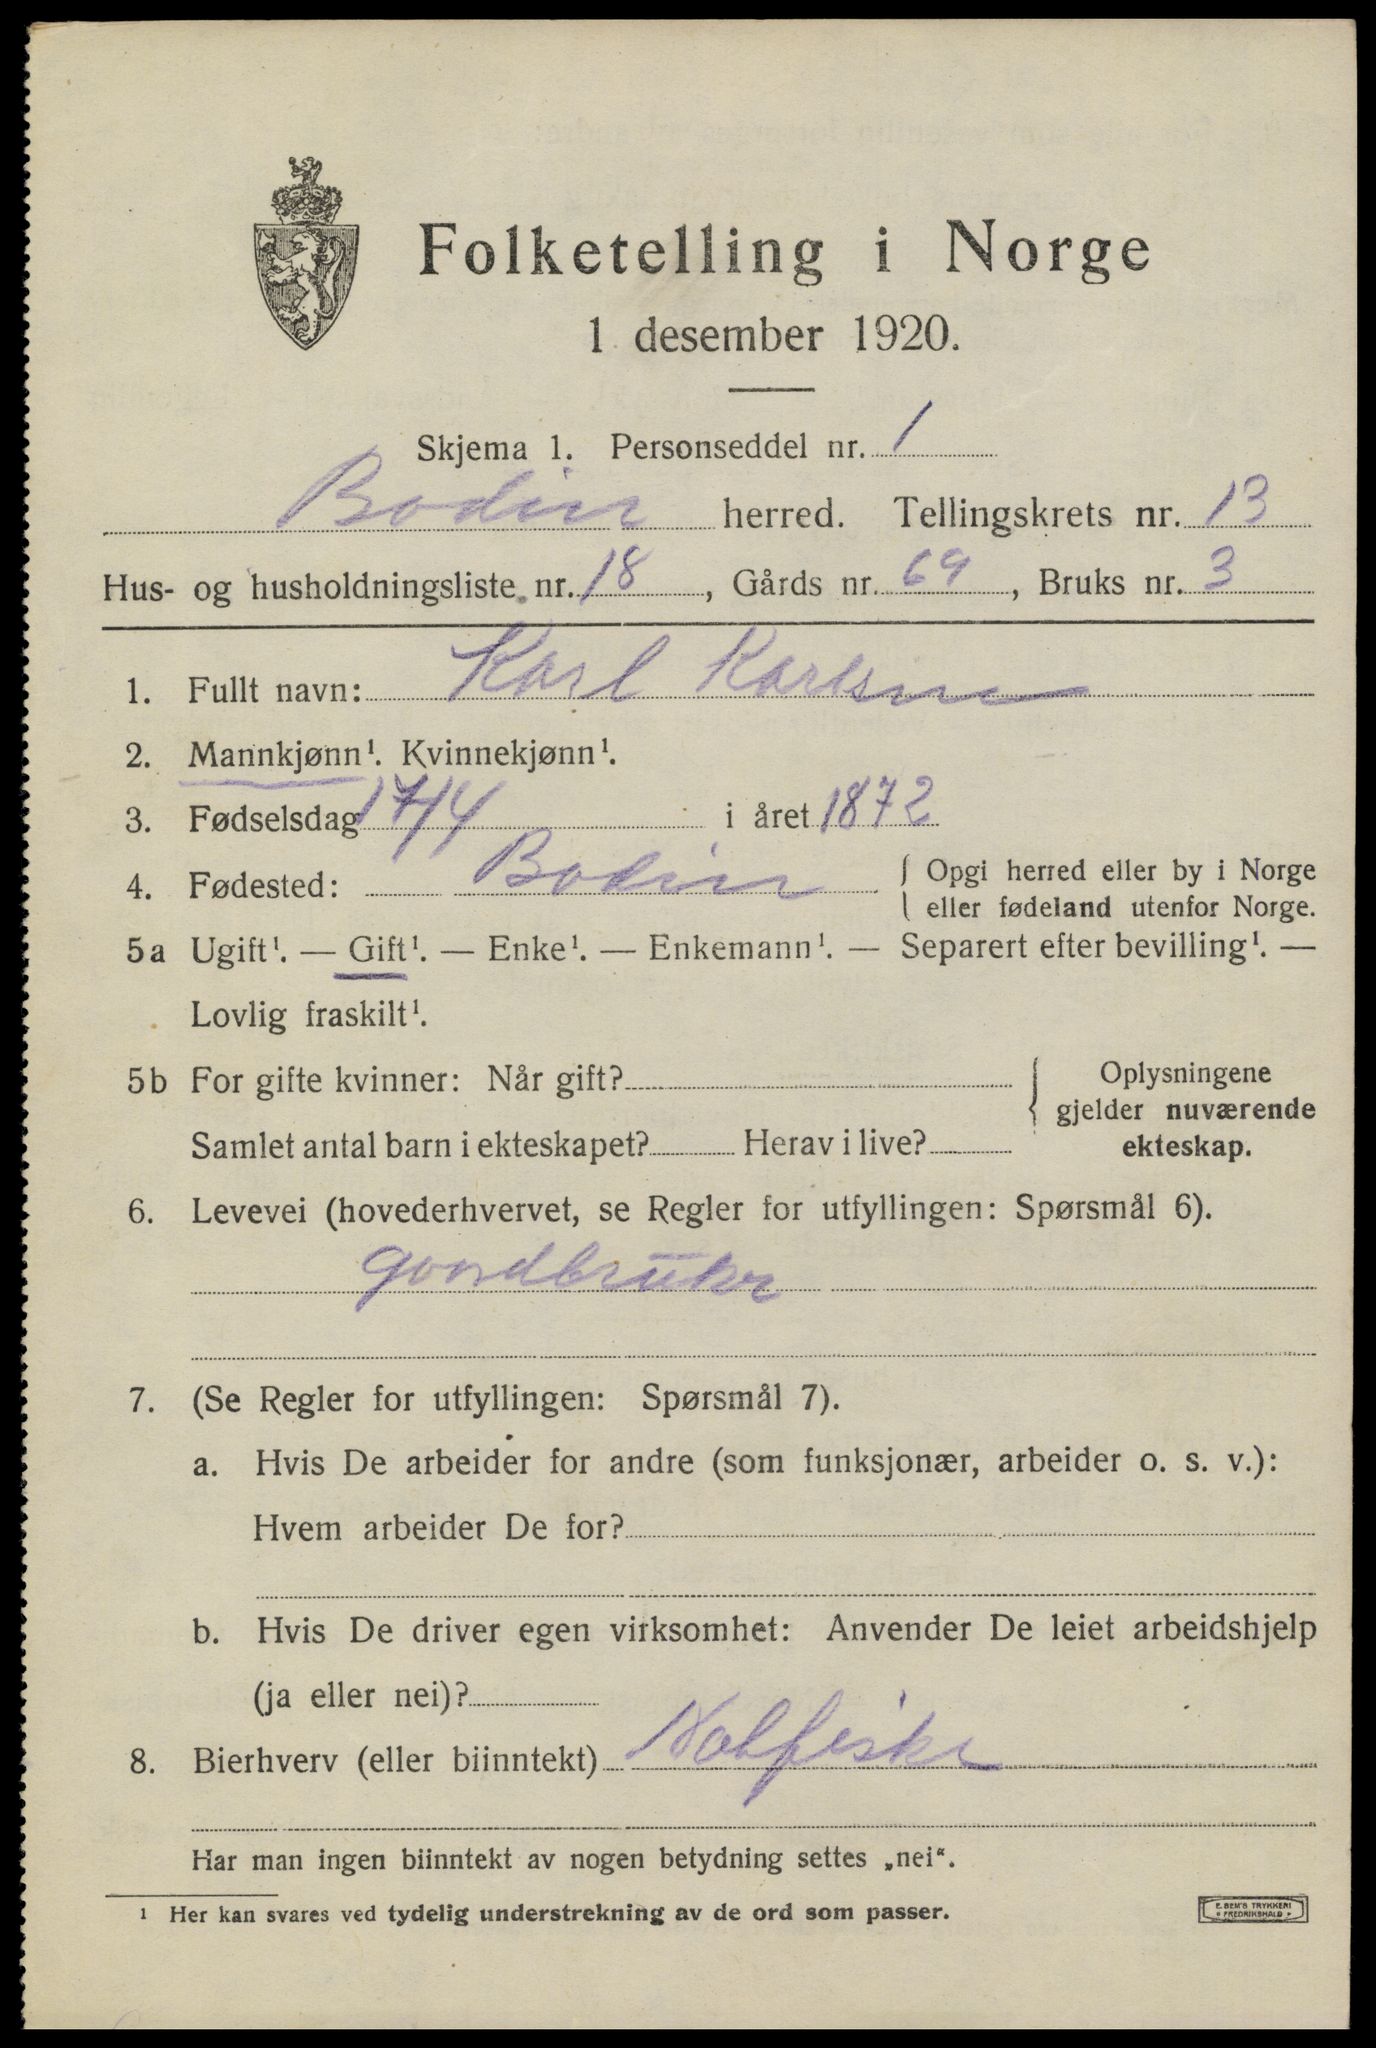 Folketelling i Norge
1 desember 1920.
Skjema 1. Personseddel nr. 1
Bodin herred. Tellingskrets nr. 13
Hus- og husholdningsliste nr. 18, Gårds nr. 69, Bruks nr. 3
1. Fullt navn: Karl Karlsen
2. Mannkjønn¹. Kvinnekjønn¹.
3. Fødselsdag 17/4 i året 1872
4. Fødested: Bodin { Opgi herred eller by i Norge
eller fødeland utenfor Norge.
5a Ugift¹. — Gift¹. — Enke¹. — Enkemann¹. — Separert efter bevilling¹. —
Lovlig fraskilt¹.
5b For gifte kvinner: Når gift? { Oplysningene
gjelder nuværende
Samlet antal barn i ekteskapet? Herav i live? ekteskap.
6. Levevei (hovederhvervet, se Regler for utfyllingen: Spørsmål 6).
gaardbruker
7. (Se Regler for utfyllingen: Spørsmål 7).
a. Hvis De arbeider for andre (som funksjonær, arbeider o. s. v.):
Hvem arbeider De for?
b. Hvis De driver egen virksomhet: Anvender De leiet arbeidshjelp
(ja eller nei)?
8. Bierhverv (eller biinntekt)
Har man ingen biinntekt av nogen betydning settes „nei“.
¹ Her kan svares ved tydelig understrekning av de ord som passer.
E. SEM'S TRYKKERI
* FREDRIKSHALD *